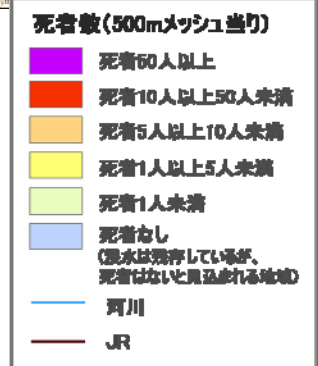 死者数(500mメッシュ当り)
死者50人以上
死者10人以上50人未満
死者5人以上10人未満
死者1人以上5人未満
死者1人未満
死者なし
(浸水は残存しているが、
死者はないと見込まれる地域)
河川
JR